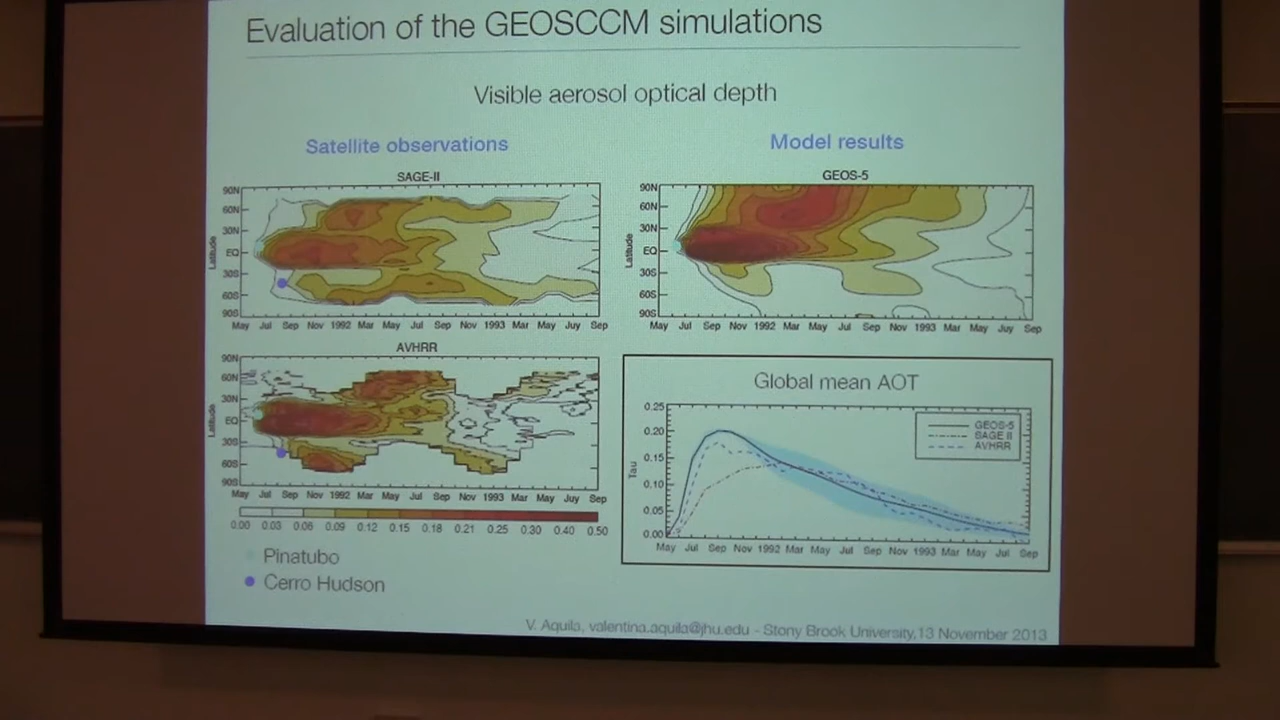 Evaluation of the GEOSCCM simulations
Visible aerosol optical depth
Satellite observations
Model results
SAGE-II
90N
60N
30N
EQ
30S
60S
90S
Latitude
May Jul Sep Nov 1992 Mar May Jul Sep Nov 1993 Mar May Juy Sep
GEOS-5
90N
60N
30N
EQ
30S
60S
90S
Latitude
May Jul Sep Nov 1992 Mar May Jul Sep Nov 1993 Mar May Juy Sep
AVHRR
90N
60N
30N
EQ
30S
60S
90S
Latitude
May Jul Sep Nov 1992 Mar May Jul Sep Nov 1993 Mar May Juy Sep
0.00 0.03 0.06 0.09 0.12 0.15 0.18 0.21 0.25 0.30 0.40 0.50
Pinatubo
Cerro Hudson
Global mean AOT
0.25
0.20
0.15
0.10
0.05
0.00
Tau
GEOS-5
SAGE II
AVHRR
May Jul Sep Nov 1992 Mar May Jul Sep Nov 1993 Mar May Jul Sep
V. Aquila, valentina.aquila@jhu.edu - Stony Brook University, 13 November 2013